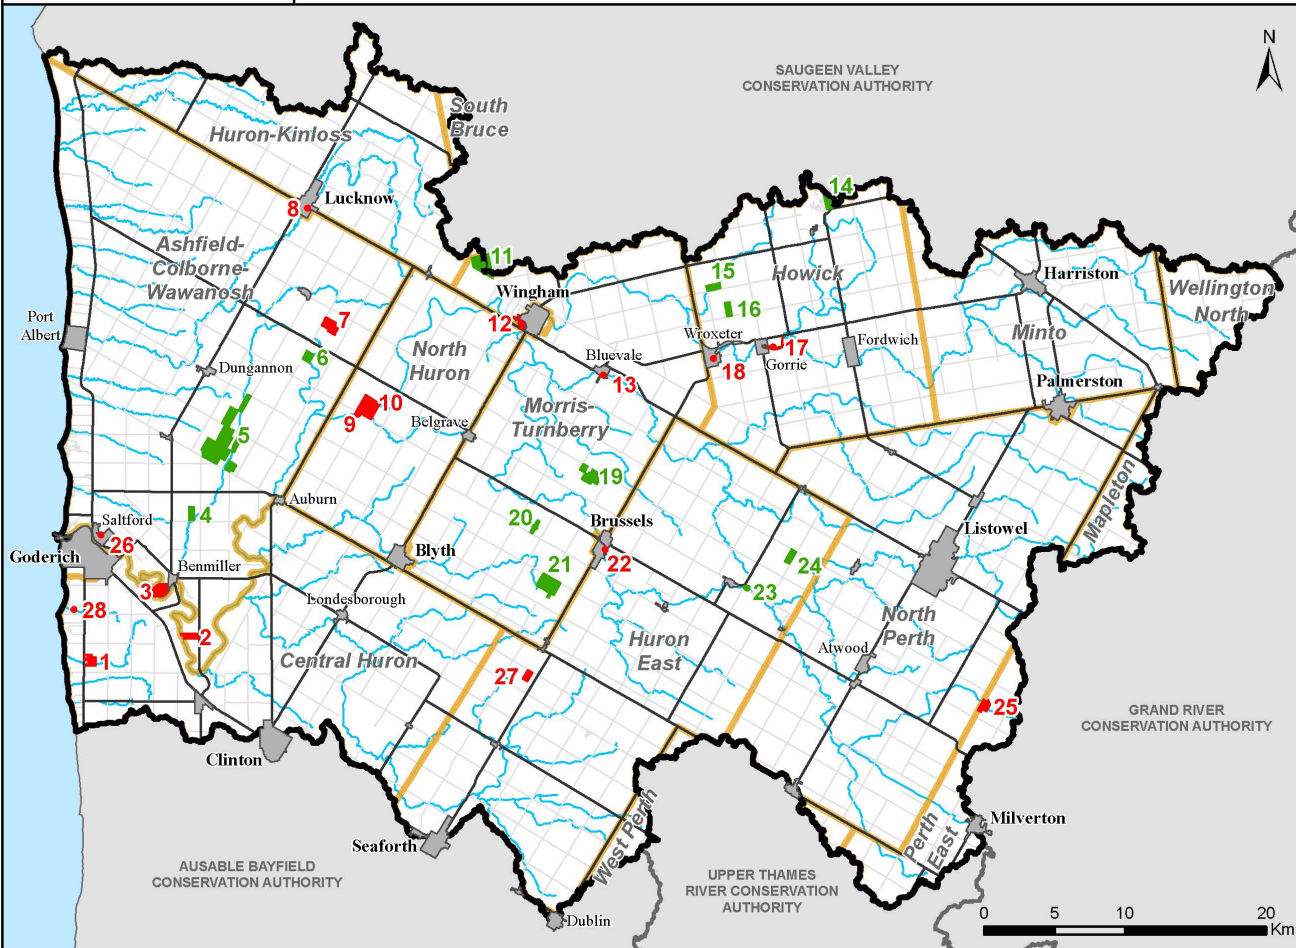 N
SAUGEEN VALLEY
CONSERVATION AUTHORITY
South
Bruce
Huron-Kinloss
14
Lucknow
8
Ashfield-
Colborne-
Wawanosh
11
15
Howick
Harriston
Wellington
North
Wingham
16
Port
Albert
7
12
Wroxeter
Minto
6
North
Huron
Bluevale
17
Fordwich
Gorrie
Dungannon
18
13
Palmerston
10
9
Morris-
Turnberry
Belgrave
5
19
Mapleton
Auburn
4
20
Brussels
Listowel
Saltford
26
Goderich
Blyth
21
22
24
Benmiller
3
23
Londesborough
28
2
Huron
East
North
Perth
Atwood
1
Central Huron
27
25
GRAND RIVER
CONSERVATION AUTHORITY
Clinton
West Perth
Perth
East
Milverton
Seaforth
AUSABLE BAYFIELD
CONSERVATION AUTHORITY
UPPER THAMES
RIVER CONSERVATION
AUTHORITY
Dublin
0 5 10 20
Km